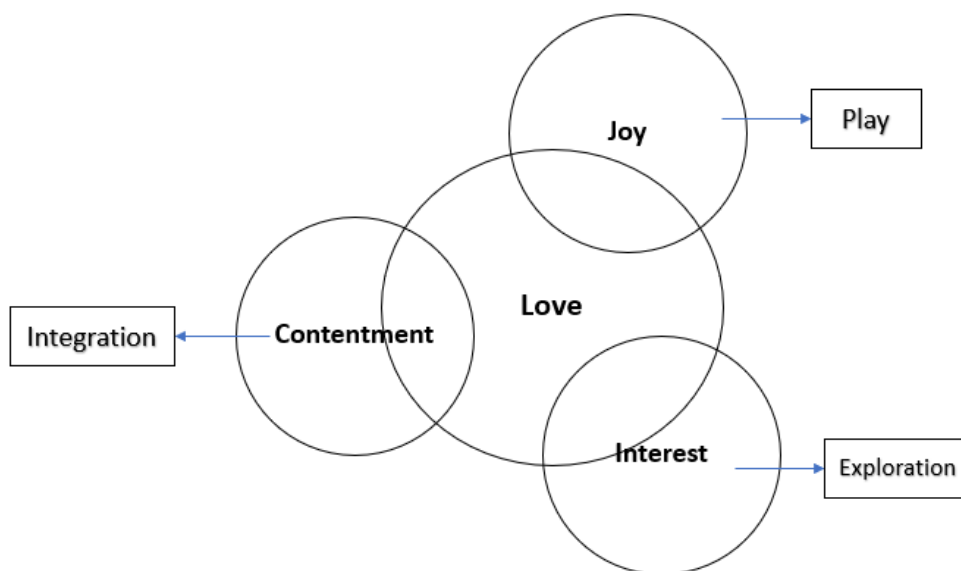 Joy
Play
Love
Contentment
Integration
Interest
Exploration